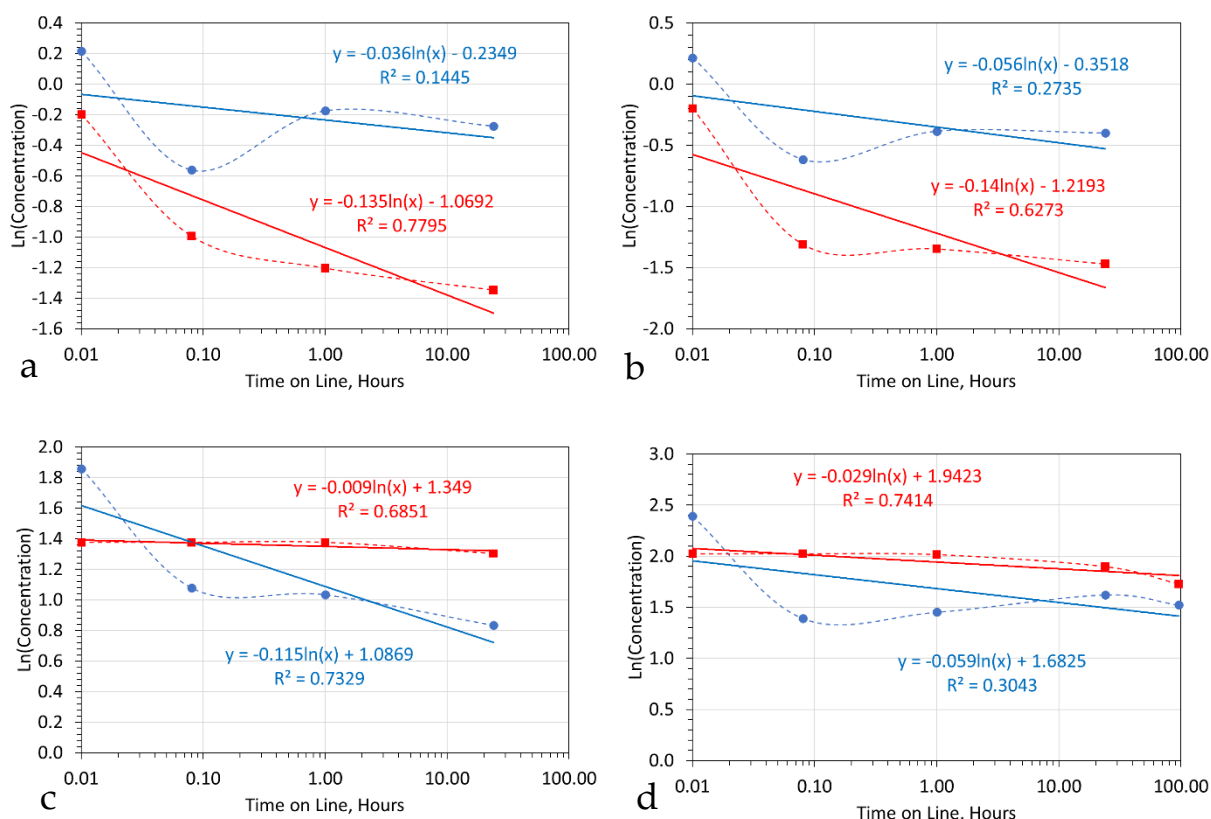 0.4
0.2
0.0
-0.2
-0.4
-0.6
-0.8
-1.0
-1.2
-1.4
-1.6
Ln(Concentration)
y = -0.036ln(x) - 0.2349
R² = 0.1445
y = -0.135ln(x) - 1.0692
R² = 0.7795
0.01 0.10 1.00 10.00 100.00
Time on Line, Hours
a
0.5
0.0
-0.5
-1.0
-1.5
-2.0
Ln(Concentration)
y = -0.056ln(x) - 0.3518
R² = 0.2735
y = -0.14ln(x) - 1.2193
R² = 0.6273
0.01 0.10 1.00 10.00 100.00
Time on Line, Hours
b
2.0
1.8
1.6
1.4
1.2
1.0
0.8
0.6
0.4
0.2
0.0
Ln(Concentration)
y = -0.009ln(x) + 1.349
R² = 0.6851
y = -0.115ln(x) + 1.0869
R² = 0.7329
0.01 0.10 1.00 10.00 100.00
Time on Line, Hours
c
3.0
2.5
2.0
1.5
1.0
0.5
0.0
Ln(Concentration)
y = -0.029ln(x) + 1.9423
R² = 0.7414
y = -0.059ln(x) + 1.6825
R² = 0.3043
0.01 0.10 1.00 10.00 100.00
Time on Line, Hours
d